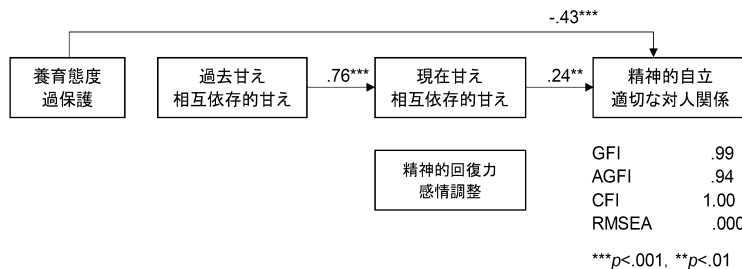 -.43***
養育態度
過保護
過去甘え
相互依存的甘え
.76***
現在甘え
相互依存的甘え
.24**
精神的自立
適切な対人関係
精神的回復力
感情調整
GFI .99
AGFI .94
CFI 1.00
RMSEA .000
***p<.001, **p<.01